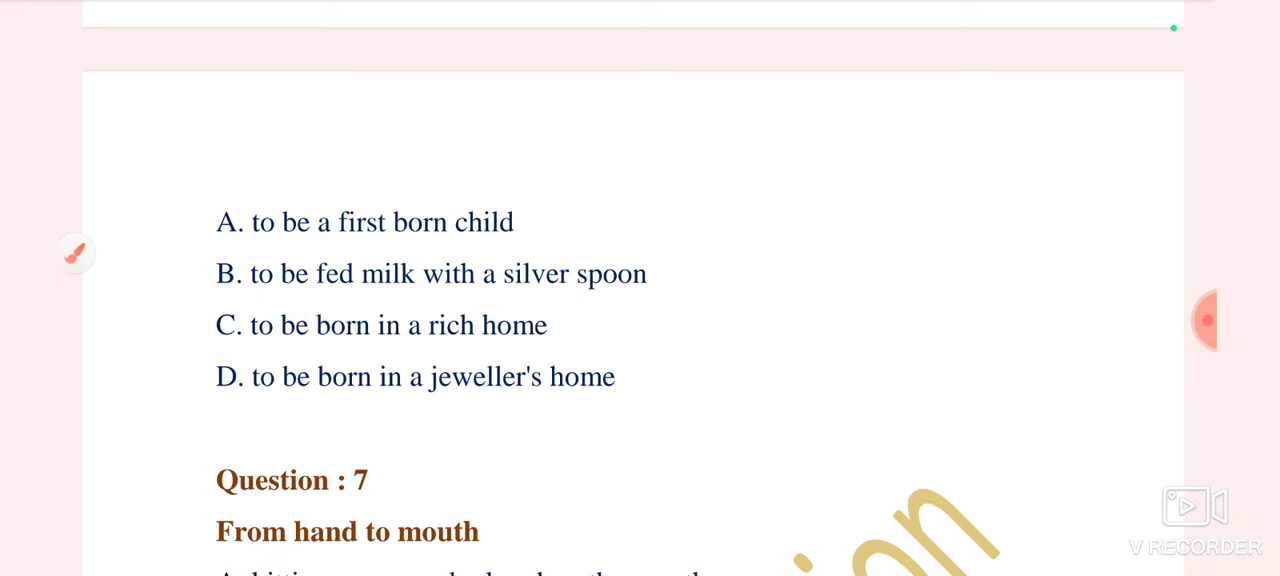 A. to be a first born child
B. to be fed milk with a silver spoon
C. to be born in a rich home
D. to be born in a jeweller's home
Question : 7
From hand to mouth
V RECORDER